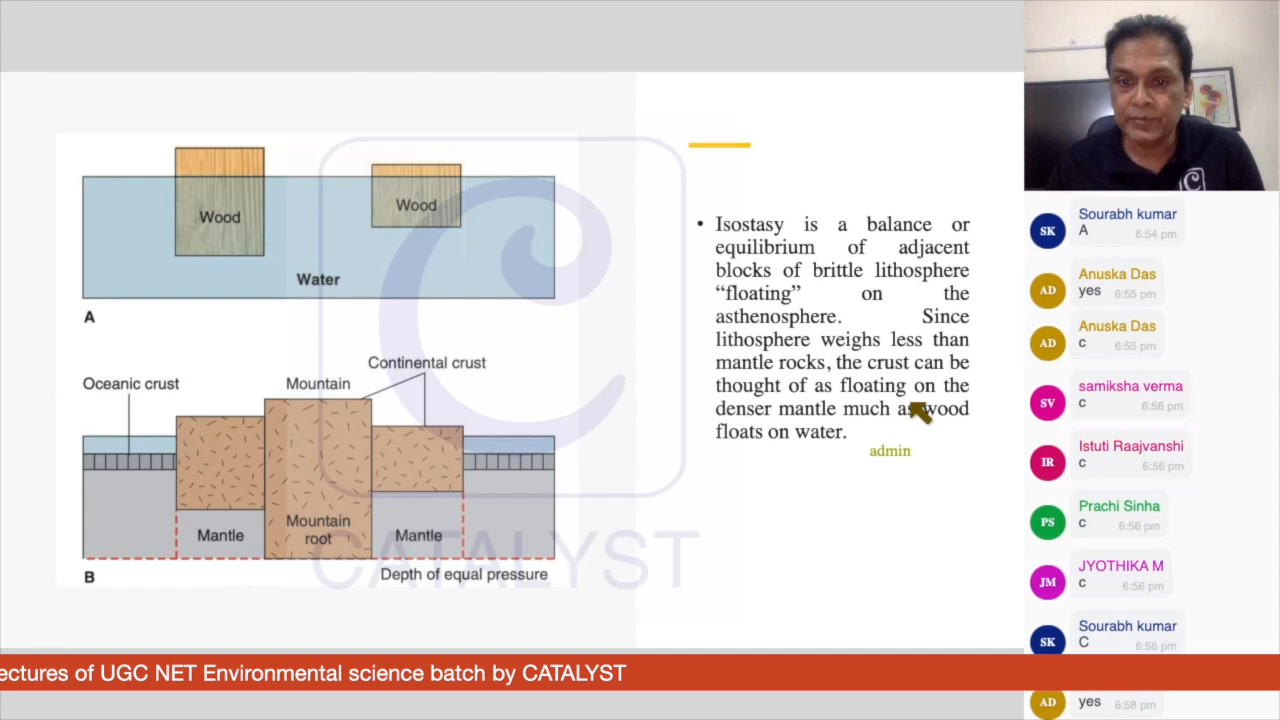 Wood
Wood
Water
A
Continental crust
Oceanic crust
Mountain
Mantle
Mountain
root
Mantle
B
Depth of equal pressure
CATALYST
• Isostasy is a balance or
equilibrium of adjacent
blocks of brittle lithosphere
“floating” on the
asthenosphere. Since
lithosphere weighs less than
mantle rocks, the crust can be
thought of as floating on the
denser mantle much as wood
floats on water.
admin
SK
Sourabh kumar
A 6:54 pm
AD
Anuska Das
yes 6:55 pm
AD
Anuska Das
c 6:55 pm
SV
samiksha verma
c 6:56 pm
IR
Istuti Raajvanshi
c 6:56 pm
PS
Prachi Sinha
c 6:56 pm
JM
JYOTHIKA M
c 6:56 pm
SK
Sourabh kumar
C 6:56 pm
AD
yes 6:58 pm
ectures of UGC NET Environmental science batch by CATALYST